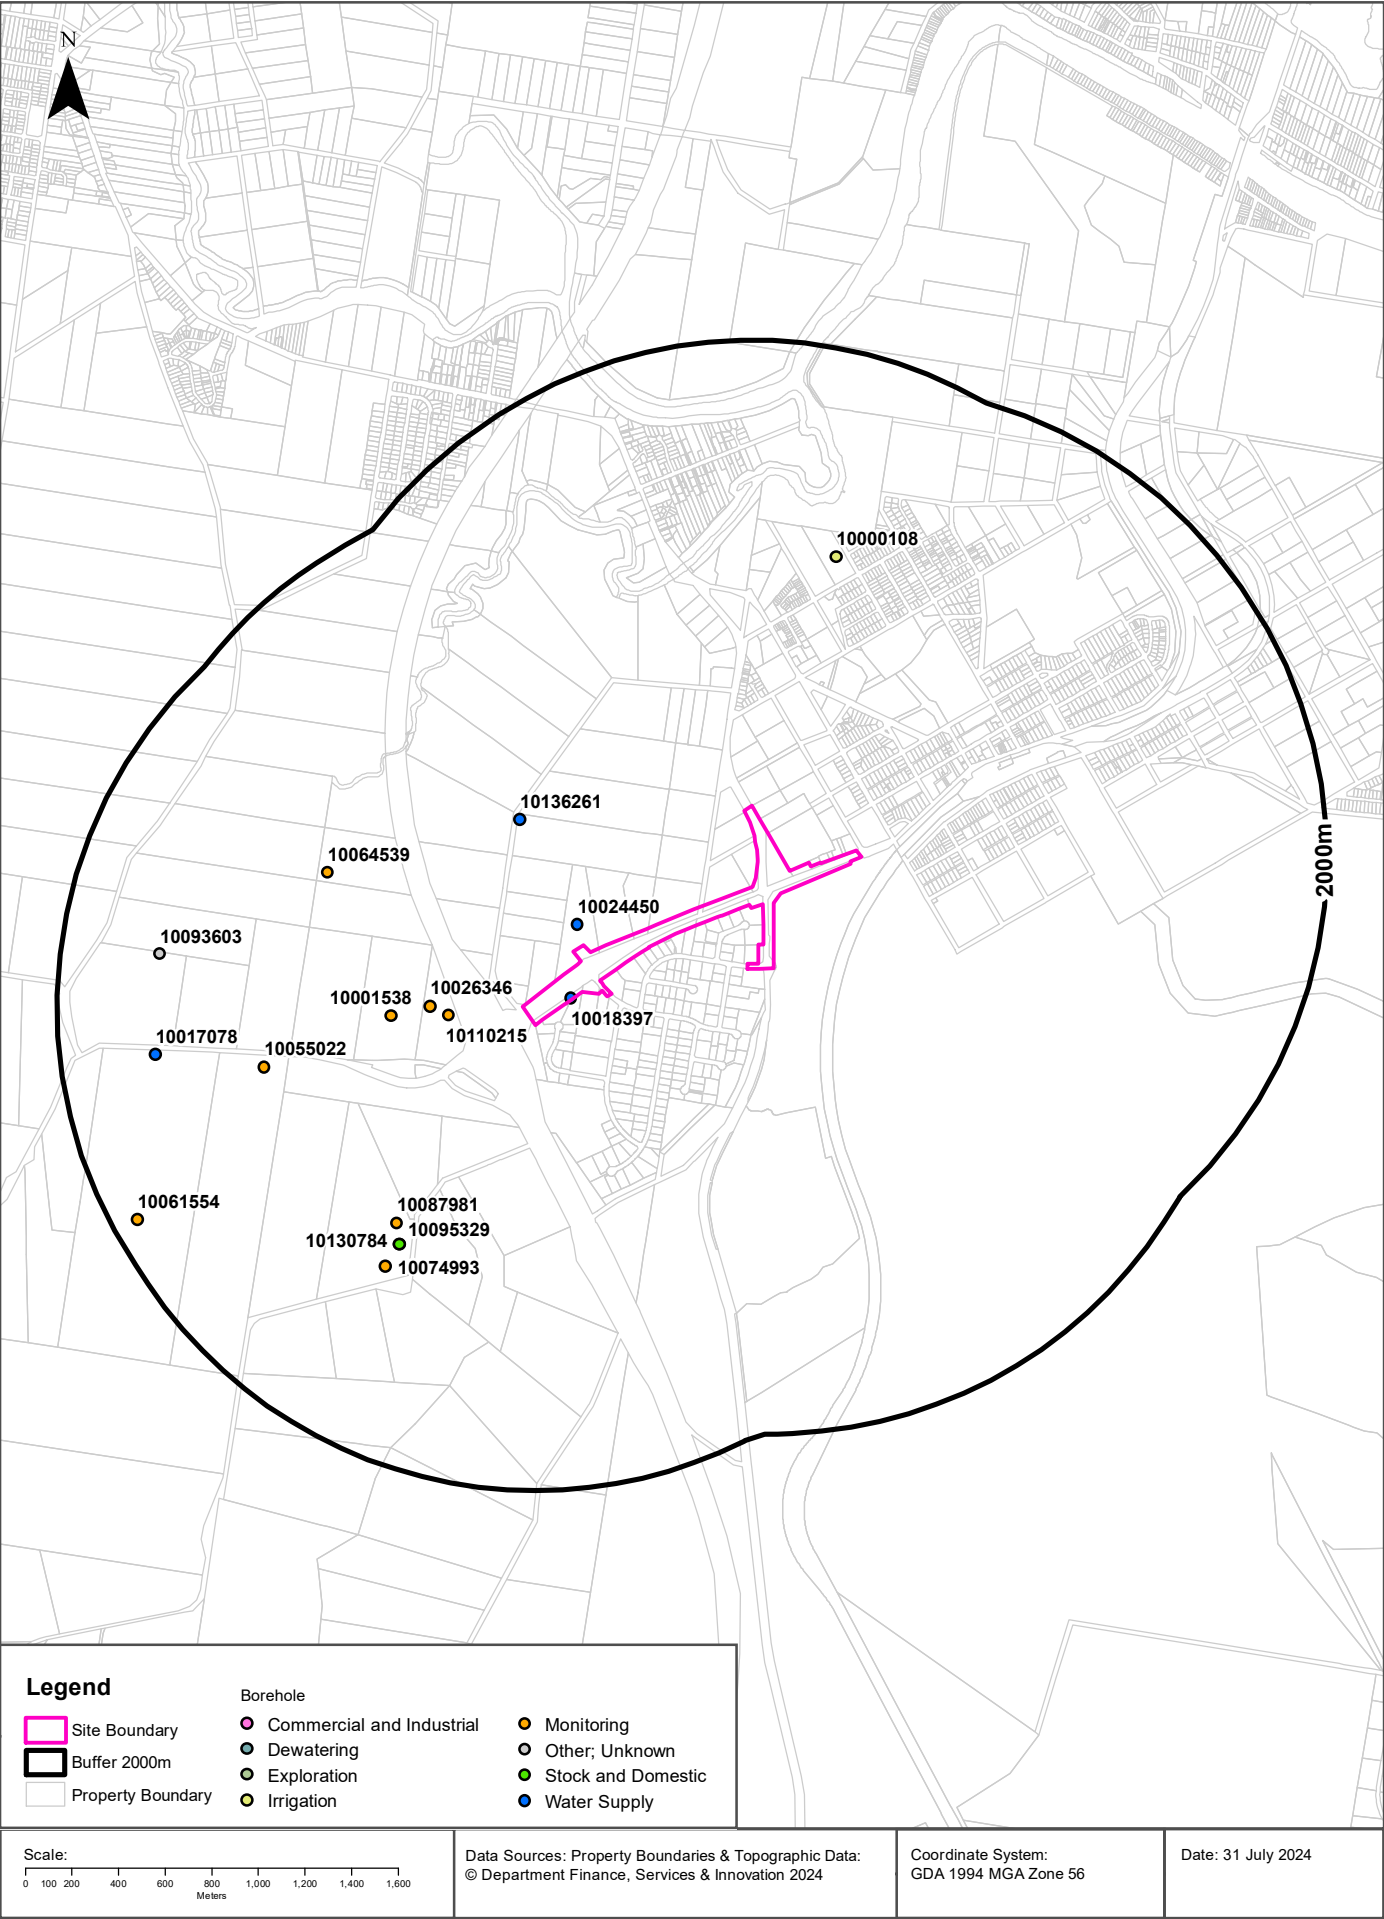 N
10000108
10136261
10064539
10024450
10093603
10026346
10001538
10018397
10110215
10017078
10055022
2000m
10061554
10087981
10095329
10130784
10074993
Legend
Site Boundary
Buffer 2000m
Property Boundary
Borehole
Commercial and Industrial
Dewatering
Exploration
Irrigation
Monitoring
Other; Unknown
Stock and Domestic
Water Supply
Scale:
0 100 200 400 600 800 1,000 1,200 1,400 1,600
Meters
Data Sources: Property Boundaries & Topographic Data:
© Department Finance, Services & Innovation 2024
Coordinate System:
GDA 1994 MGA Zone 56
Date: 31 July 2024